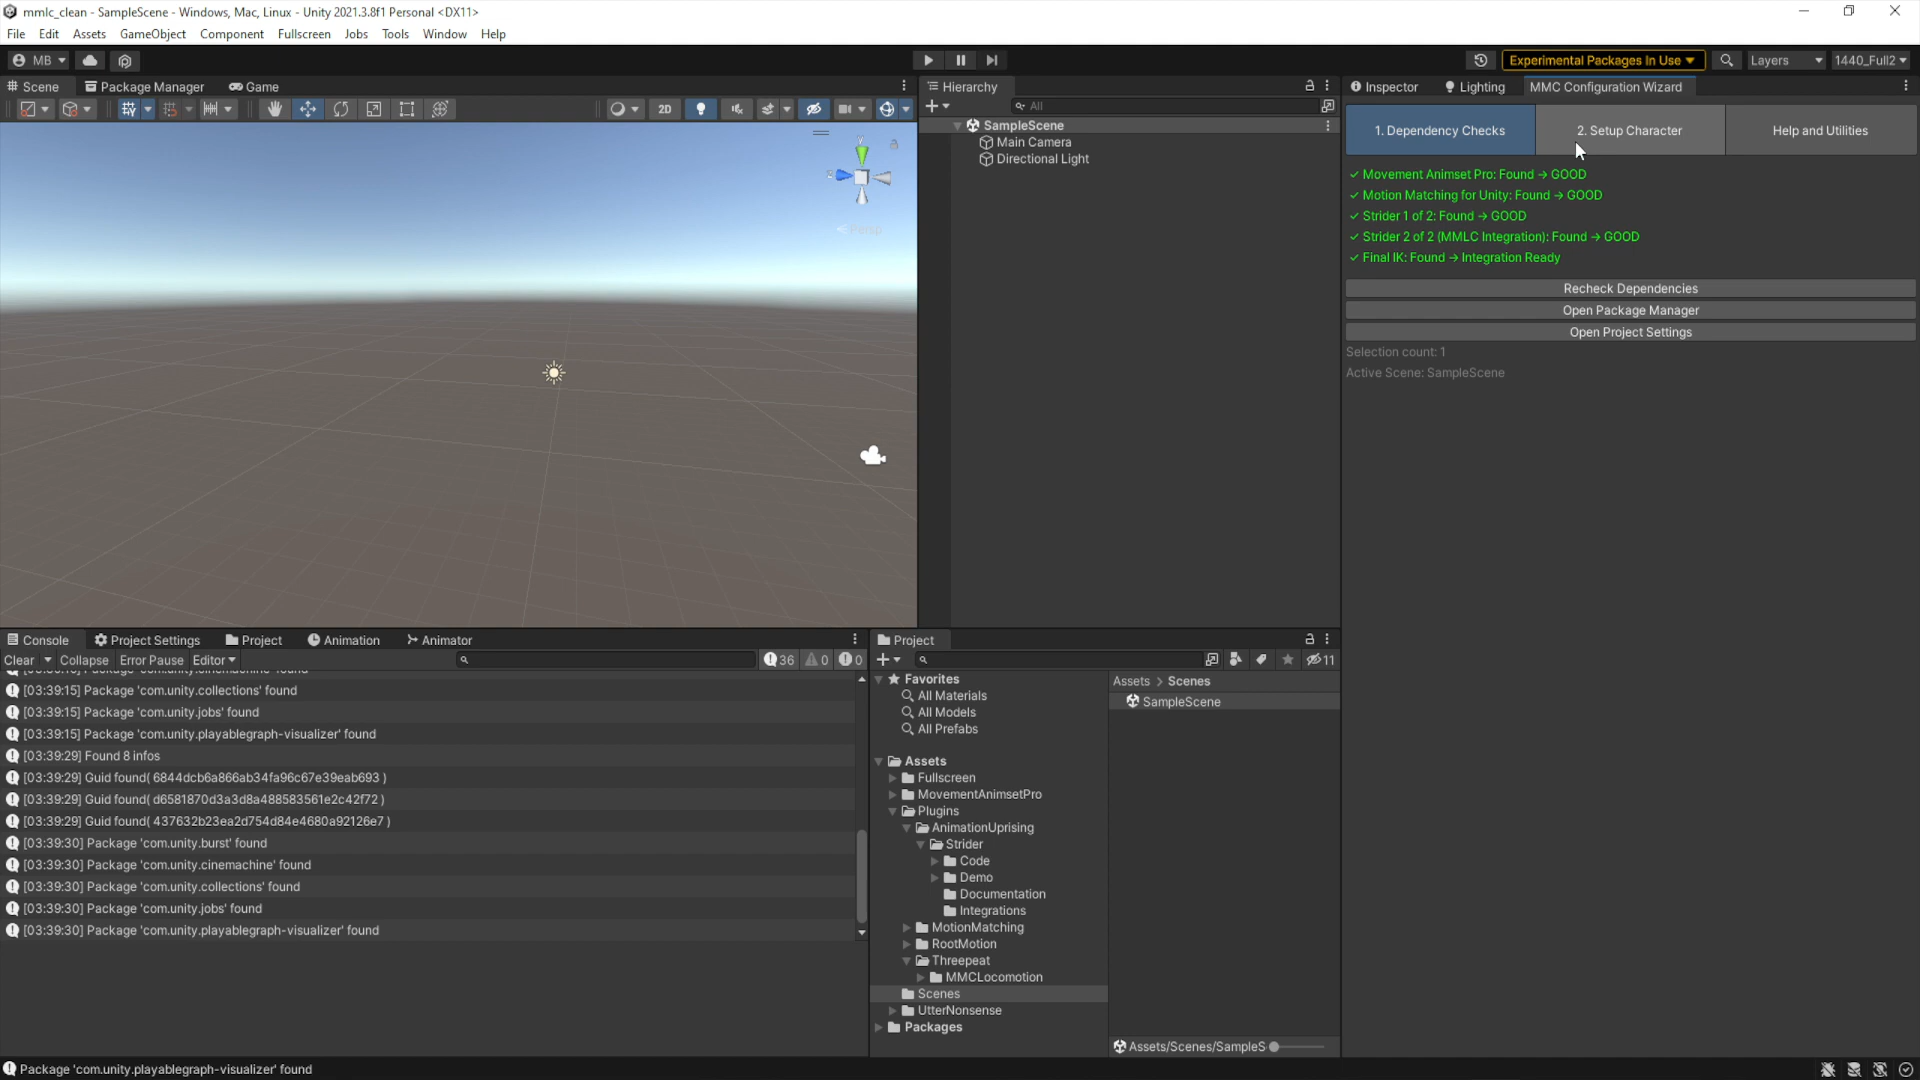 mmlc_clean - SampleScene - Windows, Mac, Linux - Unity 2021.3.8f1 Personal <DX11>
File Edit Assets GameObject Component Fullscreen Jobs Tools Window Help
MB Experimental Packages In Use Layers 1440_Full2
Scene Package Manager Game
2D
Persp
Hierarchy
All
SampleScene
Main Camera
Directional Light
Inspector Lighting MMC Configuration Wizard
1. Dependency Checks 2. Setup Character Help and Utilities
✓ Movement Animset Pro: Found → GOOD
✓ Motion Matching for Unity: Found → GOOD
✓ Strider 1 of 2: Found → GOOD
✓ Strider 2 of 2 (MMLC Integration): Found → GOOD
✓ Final IK: Found → Integration Ready
Recheck Dependencies
Open Package Manager
Open Project Settings
Selection count: 1
Active Scene: SampleScene
Console Project Settings Project Animation Animator
Clear Collapse Error Pause Editor 36 0 0
[03:39:15] Package 'com.unity.collections' found
[03:39:15] Package 'com.unity.jobs' found
[03:39:15] Package 'com.unity.playablegraph-visualizer' found
[03:39:29] Found 8 infos
[03:39:29] Guid found( 6844dcb6a866ab34fa96c67e39eab693 )
[03:39:29] Guid found( d6581870d3a3d8a488583561e2c42f72 )
[03:39:29] Guid found( 437632b23ea2d754d84e4680a92126e7 )
[03:39:30] Package 'com.unity.burst' found
[03:39:30] Package 'com.unity.cinemachine' found
[03:39:30] Package 'com.unity.collections' found
[03:39:30] Package 'com.unity.jobs' found
[03:39:30] Package 'com.unity.playablegraph-visualizer' found
Project
11
Favorites
All Materials
All Models
All Prefabs
Assets
Fullscreen
MovementAnimsetPro
Plugins
AnimationUprising
Strider
Code
Demo
Documentation
Integrations
MotionMatching
RootMotion
Threepeat
MMCLocomotion
Scenes
UtterNonsense
Packages
Assets > Scenes
SampleScene
Assets/Scenes/SampleS
Package 'com.unity.playablegraph-visualizer' found